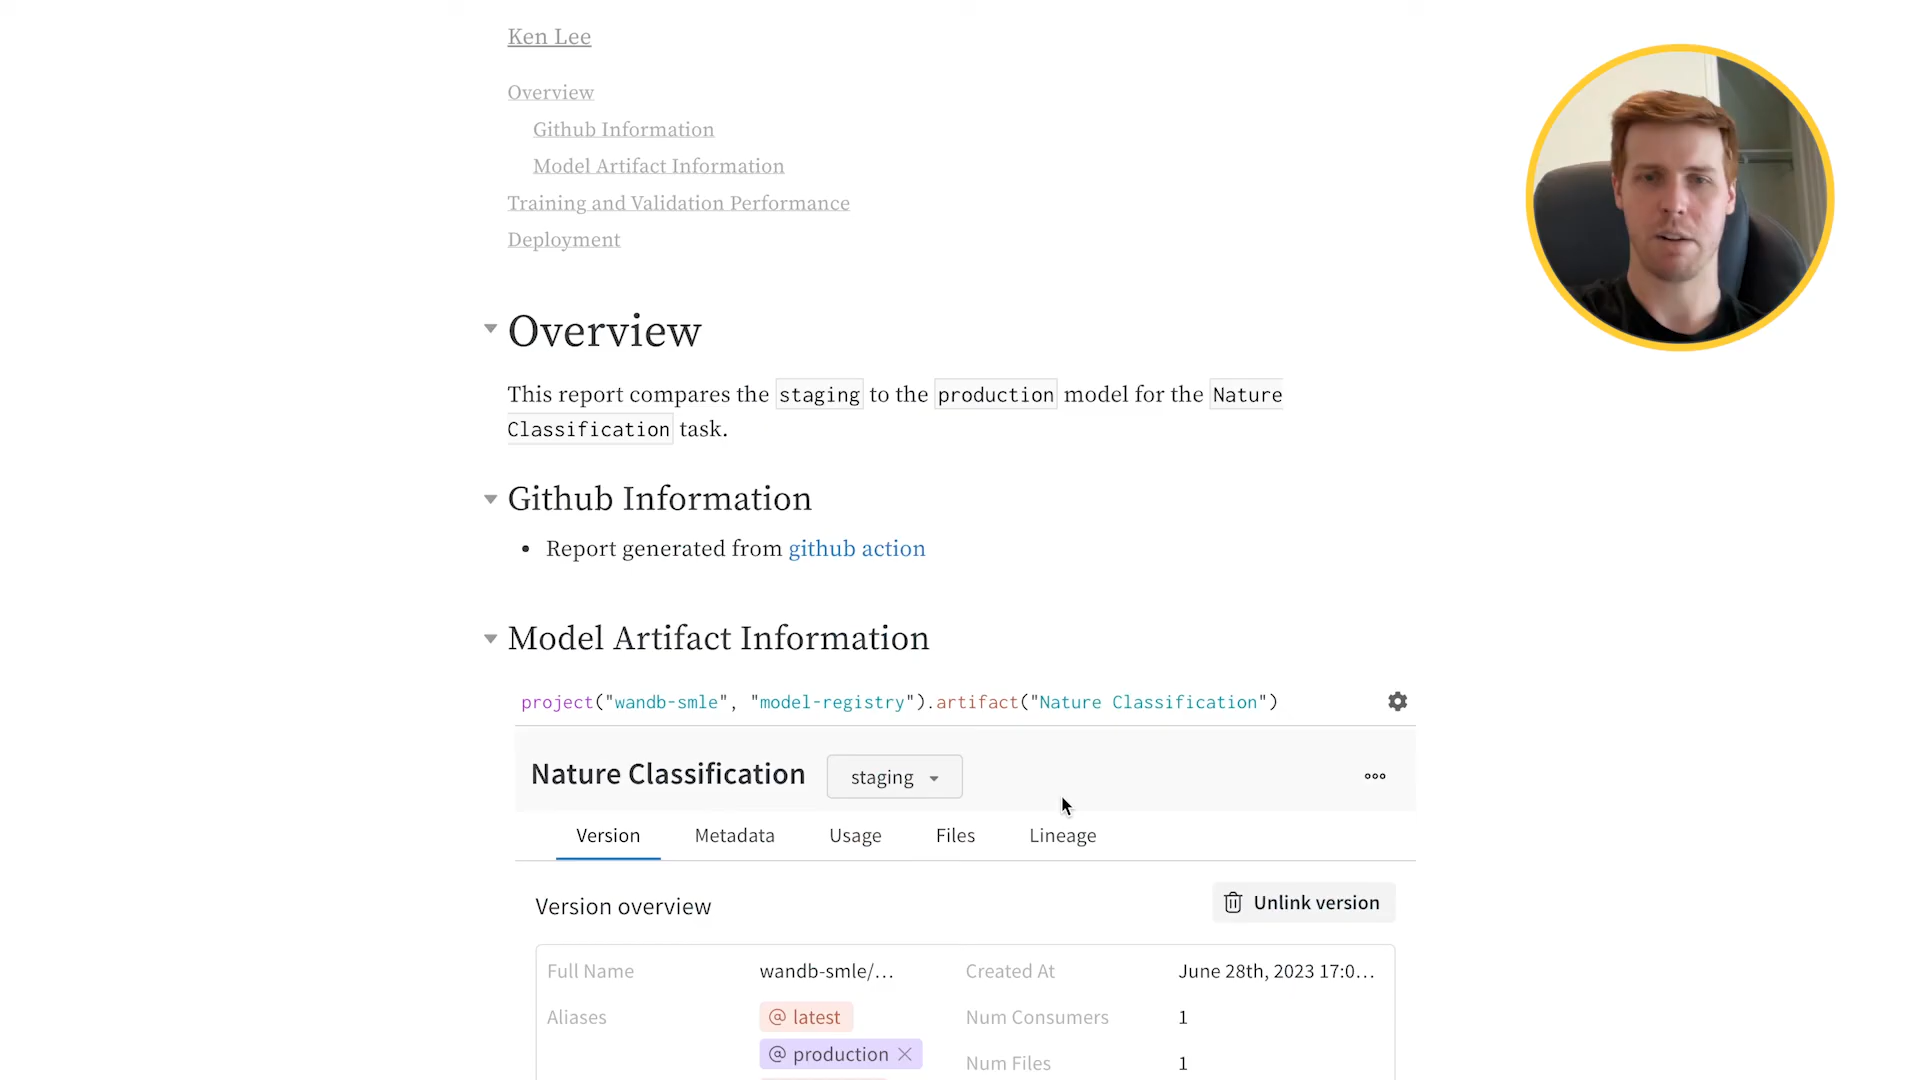 Ken Lee
Overview
Github Information
Model Artifact Information
Training and Validation Performance
Deployment
Overview
This report compares the staging to the production model for the Nature
Classification task.
Github Information
• Report generated from github action
Model Artifact Information
project("wandb-smle", "model-registry").artifact("Nature Classification")
Nature Classification staging
Version Metadata Usage Files Lineage
Version overview Unlink version
Full Name wandb-smle/... Created At June 28th, 2023 17:0...
Aliases @ latest Num Consumers 1
@ production Num Files 1